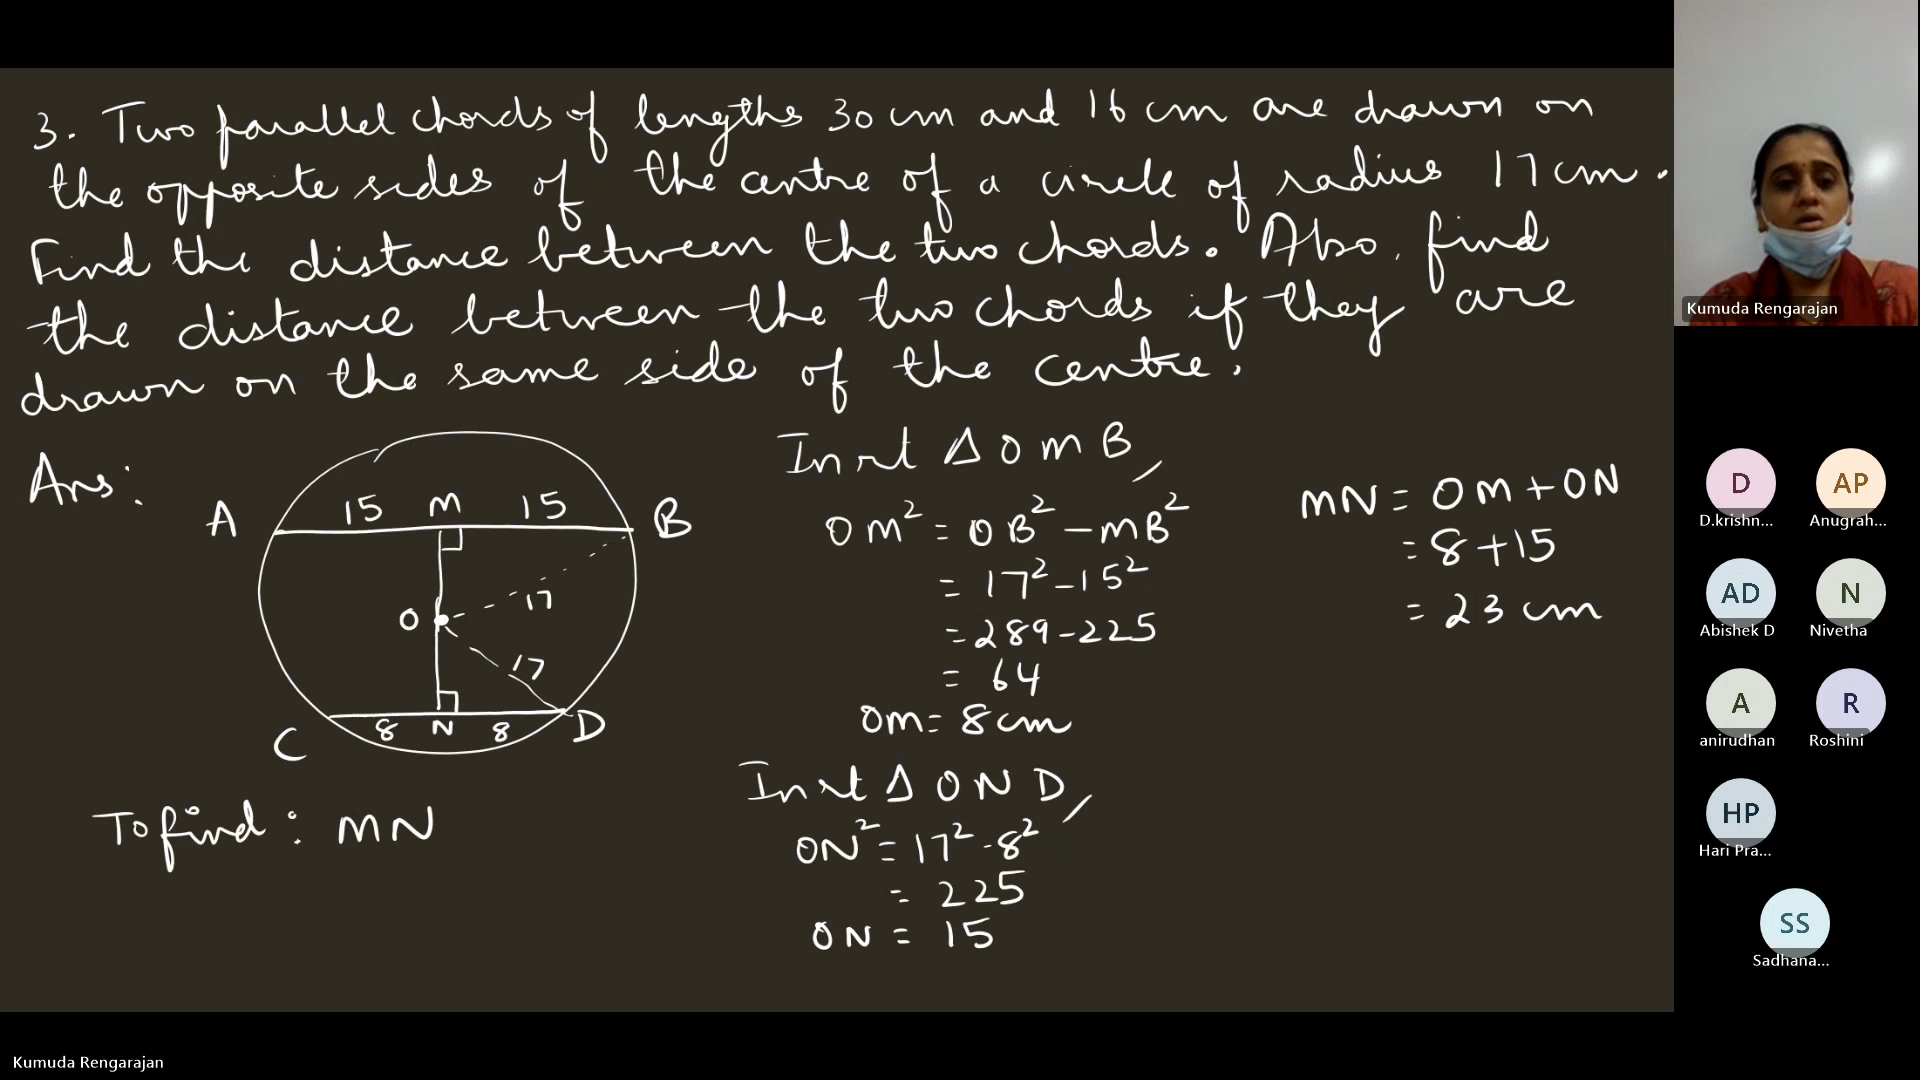 3. Two parallel chords of lengths 30 cm and 16 cm are drawn on
the opposite sides of the centre of a circle of radius 17 cm.
Find the distance between the two chords. Also, find
the distance between the two chords if they are
drawn on the same side of the centre.
Ans:
A 15 M 15 B
O 17
17
C 8 N 8 D
To find: MN
In rt Δ OMB,
OM² = OB² - MB²
= 17² - 15²
= 289 - 225
= 64
OM = 8 cm
In rt Δ OND,
ON² = 17² - 8²
= 225
ON = 15
MN = OM + ON
= 8 + 15
= 23 cm
Kumuda Rengarajan
D AP
D.krishn... Anugrah...
AD N
Abishek D Nivetha
A R
anirudhan Roshini
HP
Hari Pra...
SS
Sadhana...
Kumuda Rengarajan